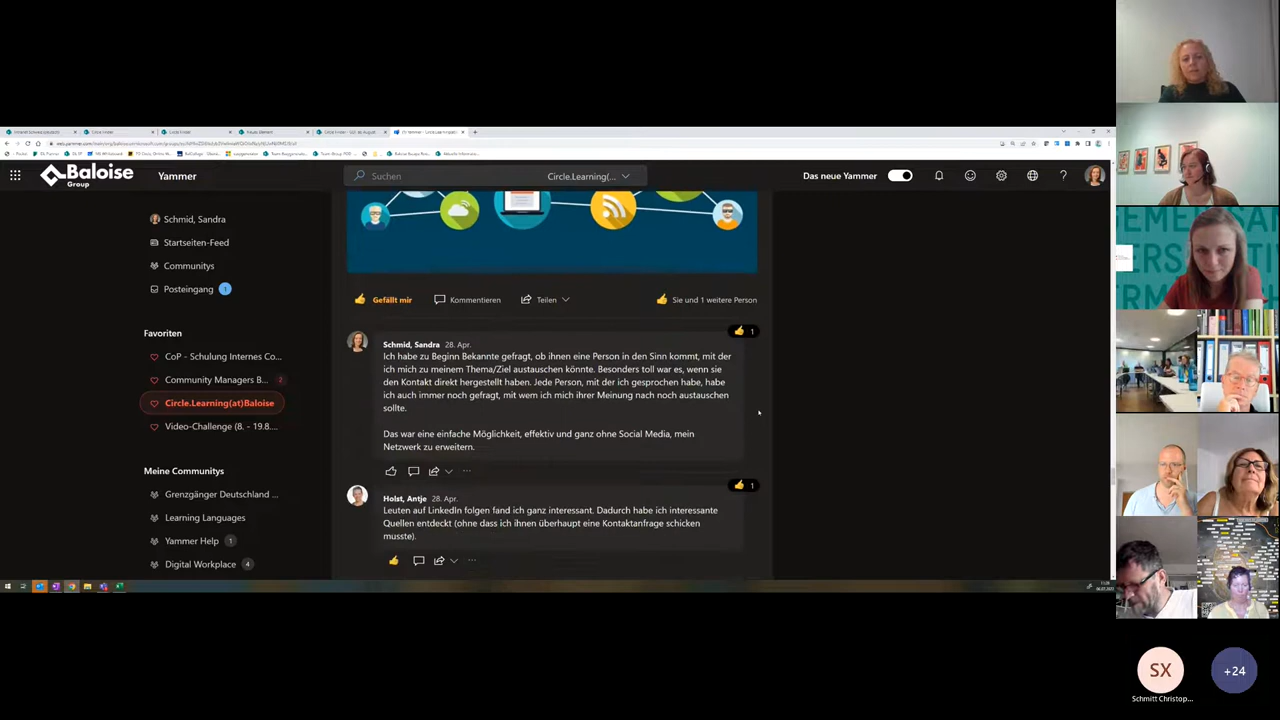 Baloise
Group
Yammer
Suchen
Circle.Learning(...
Das neue Yammer
Schmid, Sandra
Startseiten-Feed
Communitys
Posteingang 1
Favoriten
CoP - Schulung Internes Co...
Community Managers B... 2
Circle.Learning(at)Baloise
Video-Challenge (8. - 19.8....
Meine Communitys
Grenzgänger Deutschland ...
Learning Languages
Yammer Help 1
Digital Workplace 4
Gefällt mir
Kommentieren
Teilen
Sie und 1 weitere Person
1
Schmid, Sandra 28. Apr.
Ich habe zu Beginn Bekannte gefragt, ob ihnen eine Person in den Sinn kommt, mit der
ich mich zu meinem Thema/Ziel austauschen könnte. Besonders toll war es, wenn sie
den Kontakt direkt hergestellt haben. Jede Person, mit der ich gesprochen habe, habe
ich auch immer noch gefragt, mit wem ich mich ihrer Meinung nach noch austauschen
sollte.
Das war eine einfache Möglichkeit, effektiv und ganz ohne Social Media, mein
Netzwerk zu erweitern.
1
Holst, Antje 28. Apr.
Leuten auf LinkedIn folgen fand ich ganz interessant. Dadurch habe ich interessante
Quellen entdeckt (ohne dass ich ihnen überhaupt eine Kontaktanfrage schicken
musste).
SX
+24
Schmitt Christop...